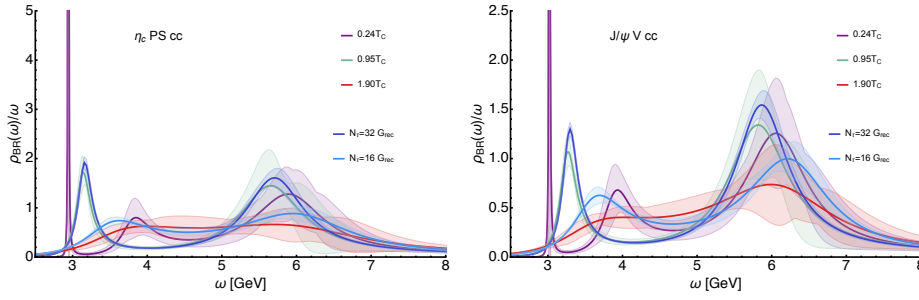 η_c PS cc
0.24T_C
0.95T_C
1.90T_C
N_τ=32 G_rec
N_τ=16 G_rec
ρ_BR(ω)/ω
5
4
3
2
1
0
3 4 5 6 7 8
ω [GeV]
J/ψ V cc
0.24T_C
0.95T_C
1.90T_C
N_τ=32 G_rec
N_τ=16 G_rec
ρ_BR(ω)/ω
2.5
2.0
1.5
1.0
0.5
0.0
3 4 5 6 7 8
ω [GeV]